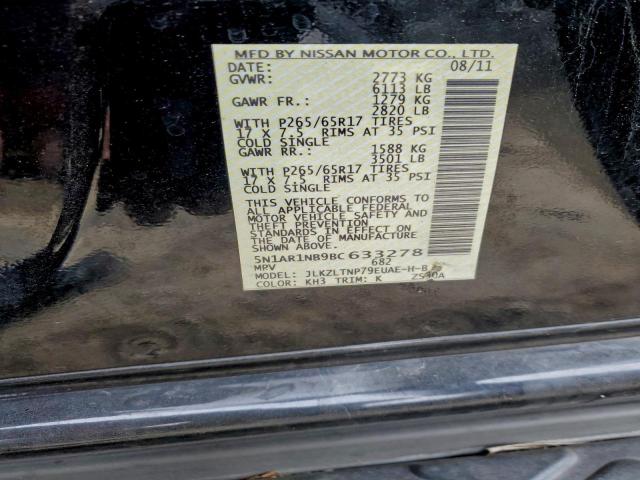 MFD BY NISSAN MOTOR CO., LTD.
DATE: 08/11
GVWR: 2773 KG
6113 LB
GAWR FR.: 1279 KG
2820 LB
WITH P265/65R17 TIRES
17 X 7.5 RIMS AT 35 PSI
COLD SINGLE
GAWR RR.: 1588 KG
3501 LB
WITH P265/65R17 TIRES
17 X 7.5 RIMS AT 35 PSI
COLD SINGLE
THIS VEHICLE CONFORMS TO
ALL APPLICABLE FEDERAL
MOTOR VEHICLE SAFETY AND
THEFT PREVENTION
STANDARDS IN EFFECT ON
DATE OF MANUFACTURE
5N1AR1NB9BC 633278
MPV 682
MODEL: JLKZLTNP79EUAE-H-B
COLOR: KH3 TRIM: K ZS40A